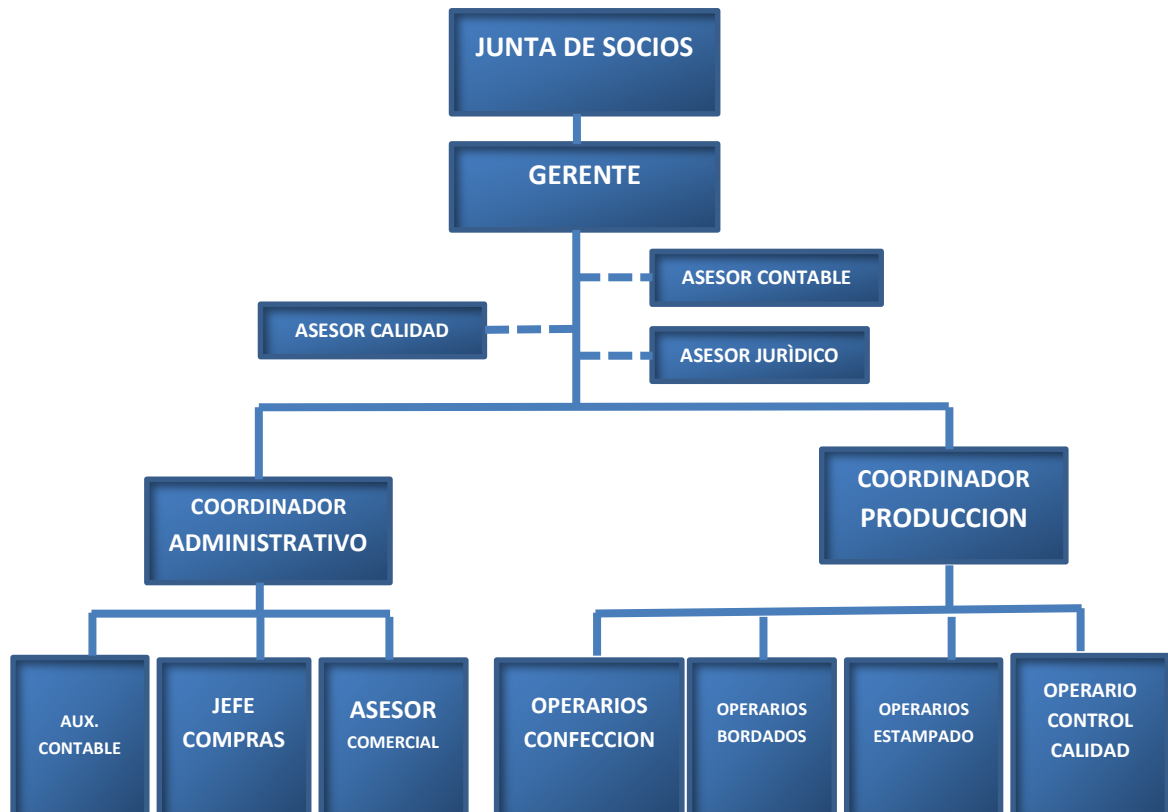 JUNTA DE SOCIOS
GERENTE
ASESOR CONTABLE
ASESOR CALIDAD
ASESOR JURÌDICO
COORDINADOR
ADMINISTRATIVO
COORDINADOR
PRODUCCION
AUX.
CONTABLE
JEFE
COMPRAS
ASESOR
COMERCIAL
OPERARIOS
CONFECCION
OPERARIOS
BORDADOS
OPERARIOS
ESTAMPADO
OPERARIO
CONTROL
CALIDAD